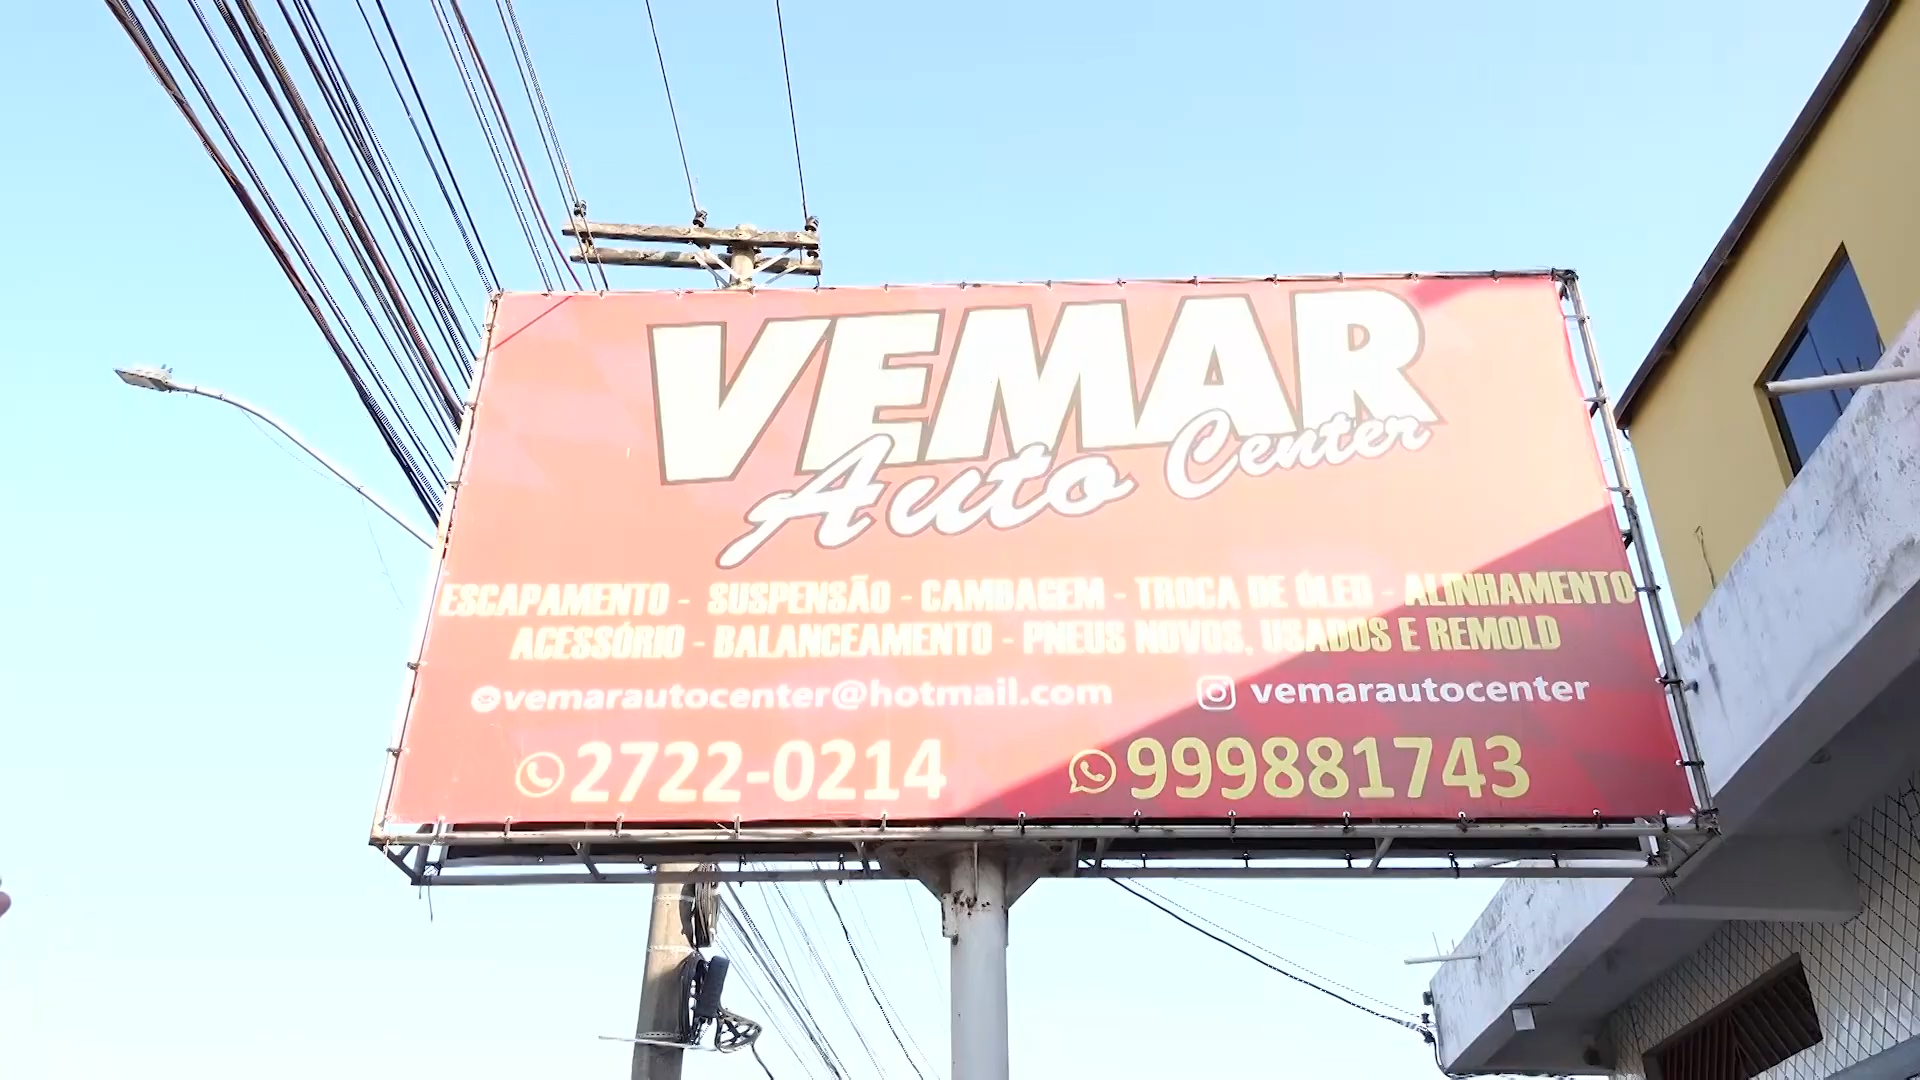 VEMAR
Auto Center
ESCAPAMENTO - SUSPENSÃO - CAMBAGEM - TROCA DE ÓLEO - ALINHAMENTO
ACESSÓRIO - BALANCEAMENTO - PNEUS NOVOS, USADOS E REMOLD
vemarautocenter@hotmail.com vemarautocenter
2722-0214 999881743